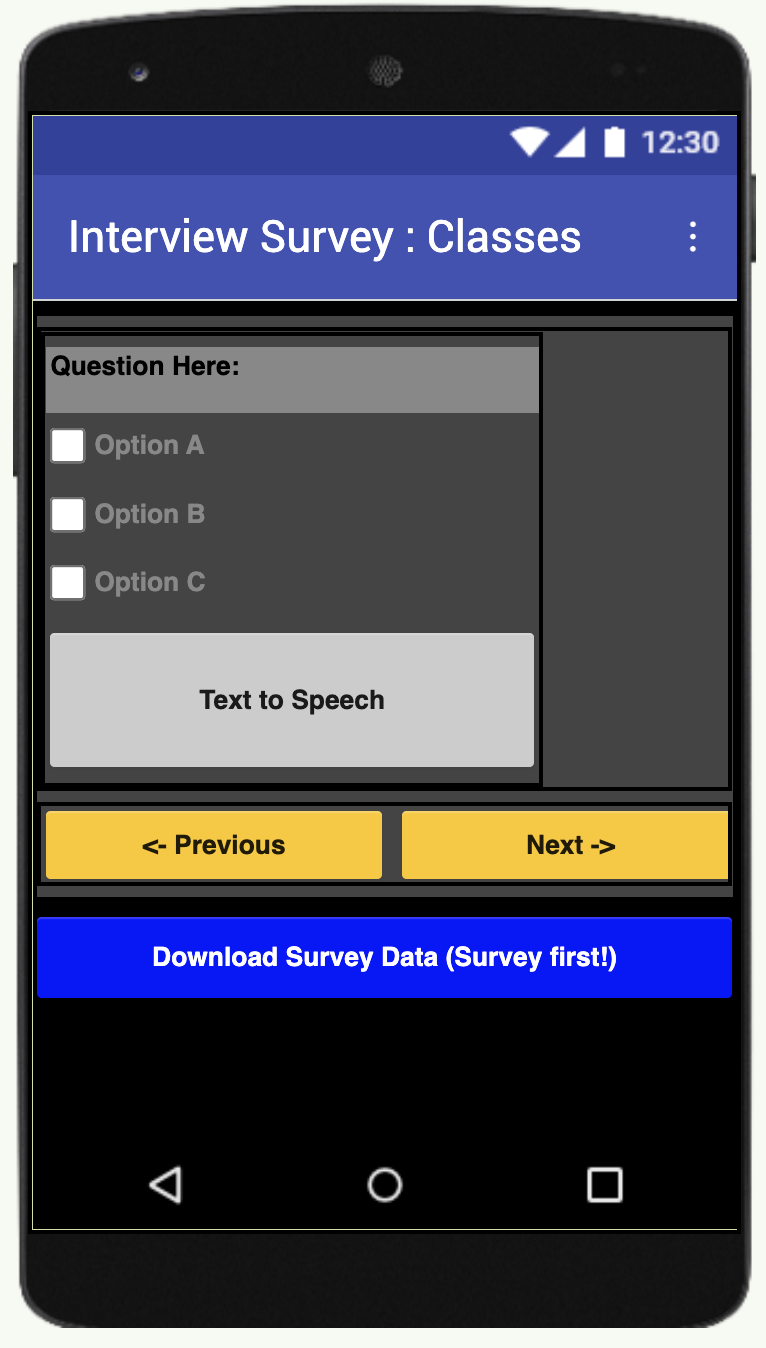 12:30
Interview Survey : Classes
Question Here:
Option A
Option B
Option C
Text to Speech
<- Previous
Next ->
Download Survey Data (Survey first!)